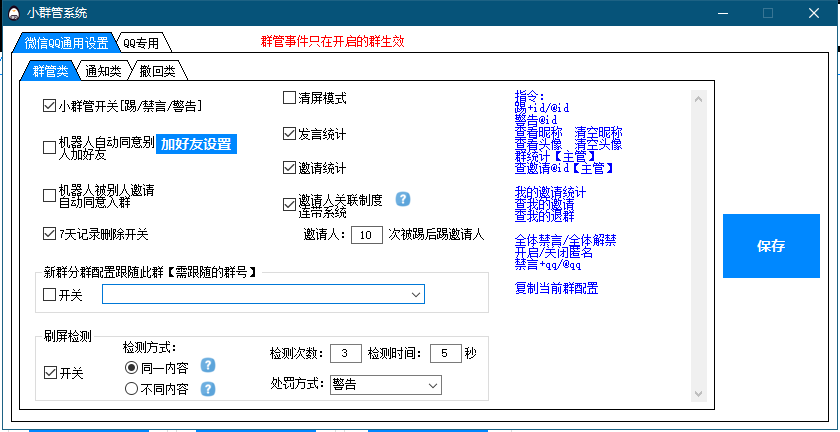 小群管系统
微信QQ通用设置
QQ专用
群管事件只在开启的群生效
群管类
通知类
撤回类
小群管开关[踢/禁言/警告]
机器人自动同意别
人加好友
加好友设置
机器人被别人邀请
自动同意入群
7天记录删除开关
清屏模式
发言统计
邀请统计
邀请人关联制度
连带系统
邀请人： 10 次被踢后踢邀请人
新群分群配置跟随此群【需跟随的群号】
开关
刷屏检测
开关
检测方式：
同一内容
不同内容
检测次数： 3 检测时间： 5 秒
处罚方式： 警告
指令：
踢+id/@id
警告@id
查看昵称 清空昵称
查看头像 清空头像
群统计【主管】
查邀请@id【主管】
我的邀请统计
查我的邀请
查我的退群
全体禁言/全体解禁
开启/关闭匿名
禁言+qq/@qq
复制当前群配置
保存